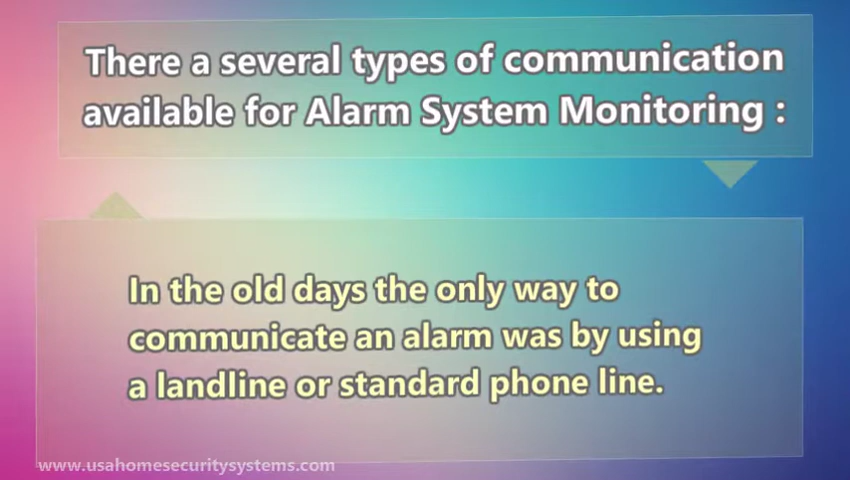 There a several types of communication
available for Alarm System Monitoring :
In the old days the only way to
communicate an alarm was by using
a landline or standard phone line.
www.usahomesecuritysystems.com